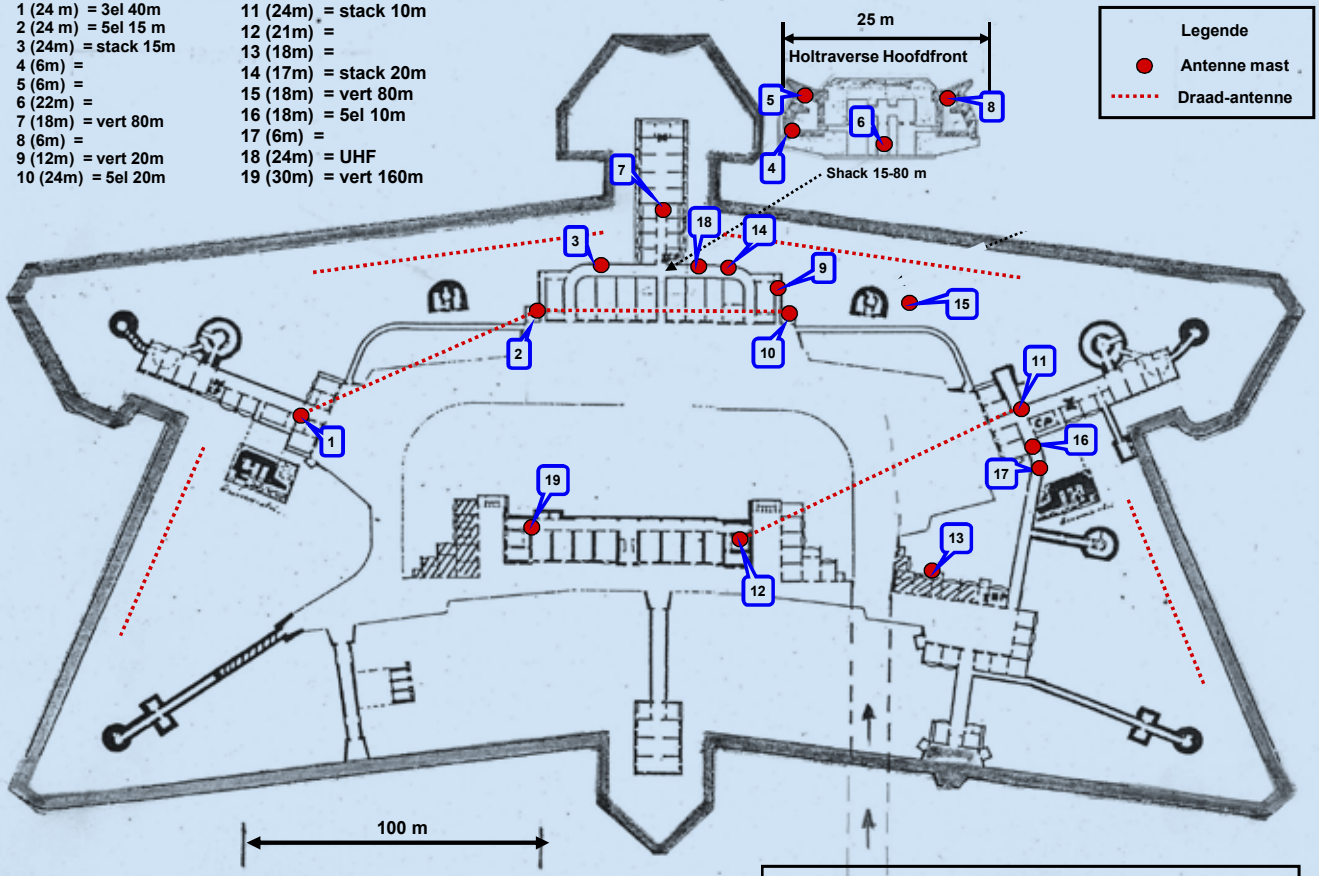 1 (24 m) = 3el 40m
2 (24 m) = 5el 15 m
3 (24m) = stack 15m
4 (6m) =
5 (6m) =
6 (22m) =
7 (18m) = vert 80m
8 (6m) =
9 (12m) = vert 20m
10 (24m) = 5el 20m
11 (24m) = stack 10m
12 (21m) =
13 (18m) =
14 (17m) = stack 20m
15 (18m) = vert 80m
16 (18m) = 5el 10m
17 (6m) =
18 (24m) = UHF
19 (30m) = vert 160m
25 m
Holtraverse Hoofdfront
Legende
Antenne mast
Draad-antenne
5
8
6
4
Shack 15-80 m
7
3
18
14
9
15
2
10
11
1
16
17
19
13
12
C.P.
100 m